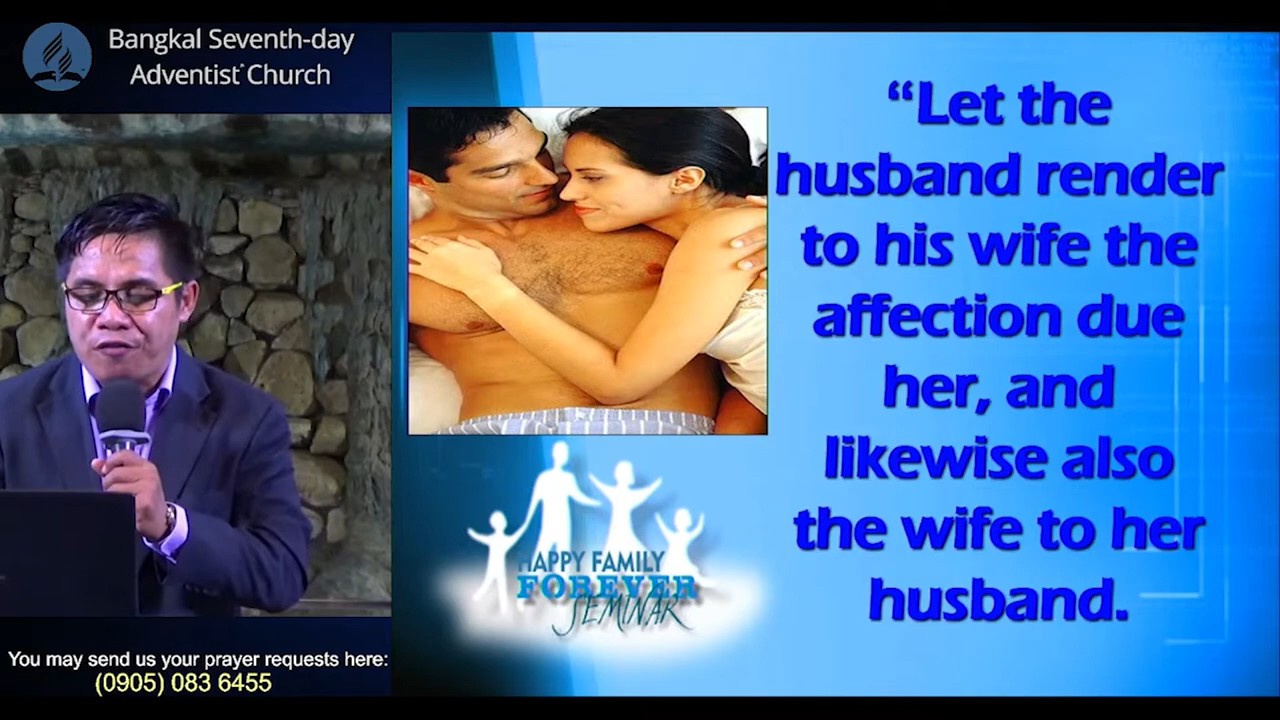 Bangkal Seventh-day
Adventist® Church
"Let the
husband render
to his wife the
affection due
her, and
likewise also
the wife to her
husband.
HAPPY FAMILY
FOREVER
SEMINAR
You may send us your prayer requests here:
(0905) 083 6455